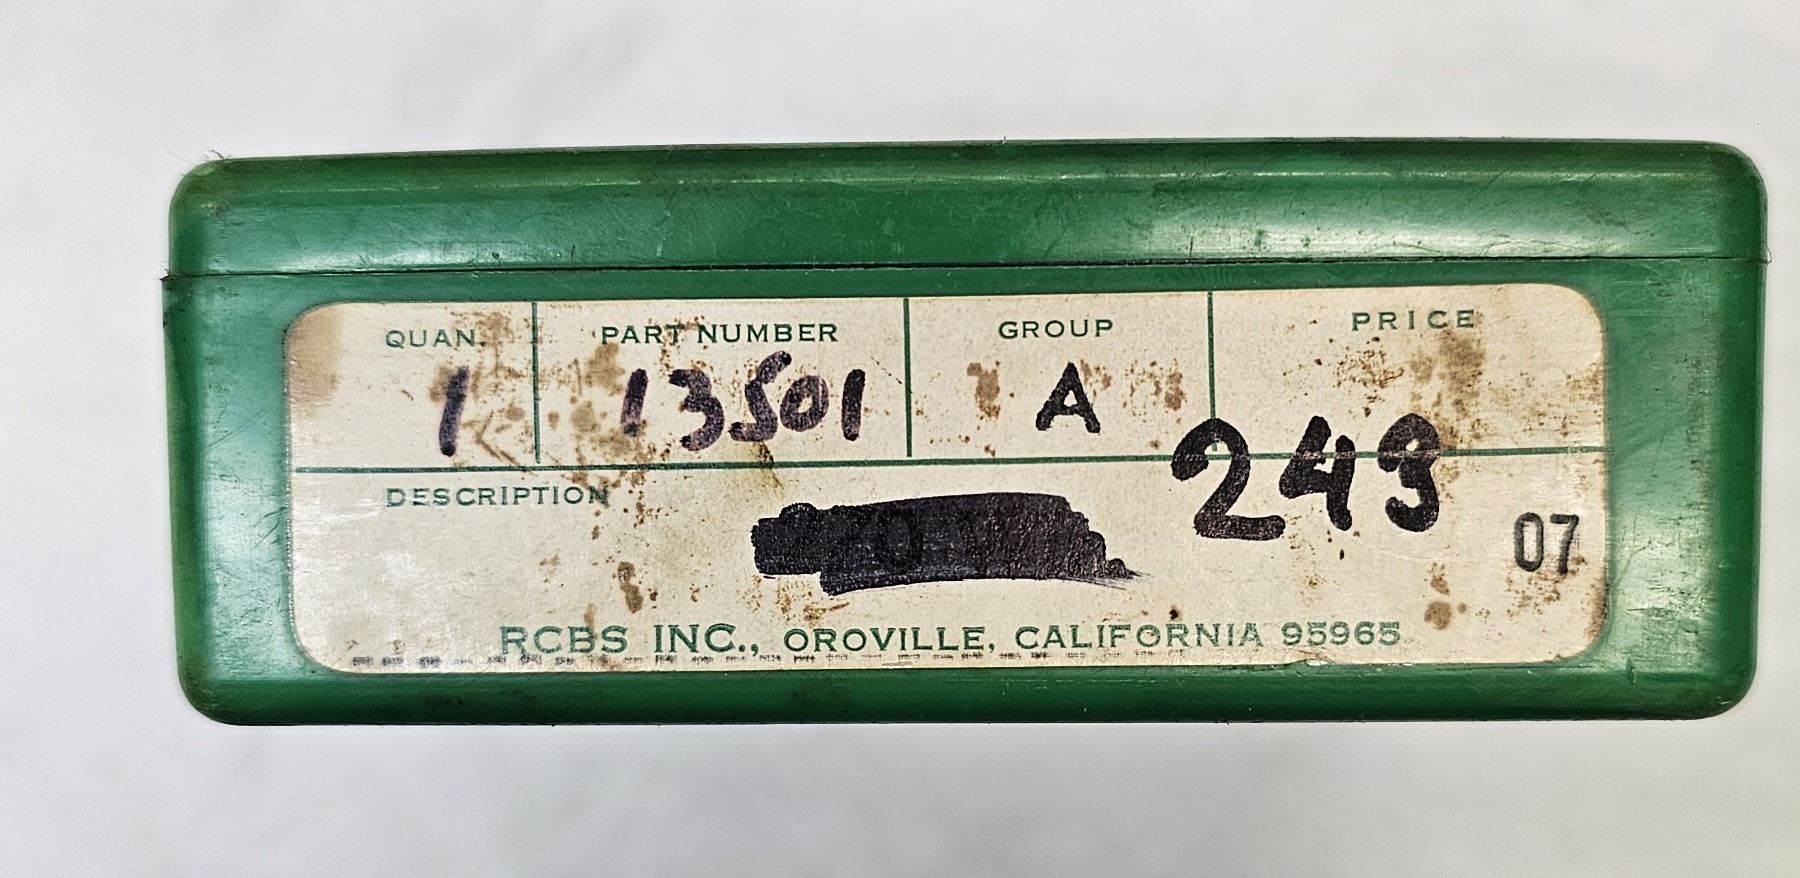 QUAN. PART NUMBER GROUP PRICE
1 13501 A
243
DESCRIPTION
07
RCBS INC., OROVILLE, CALIFORNIA 95965